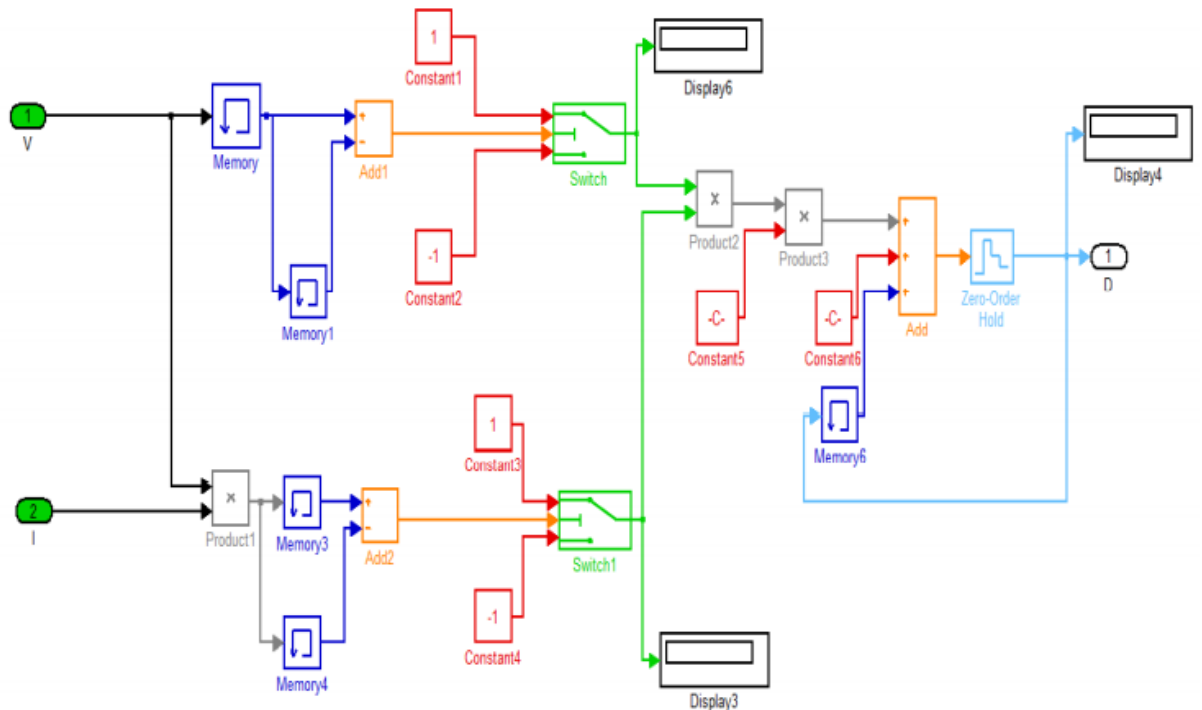 1
Constant1
Display6
1
V
Memory
+
-
Add1
Switch
Display4
x
Product2
x
Product3
-1
Constant2
Memory1
+
+
+
Add
Zero-Order
Hold
1
D
-C-
Constant5
-C-
Constant6
1
Constant3
Memory6
2
I
x
Product1
Memory3
+
-
Add2
Switch1
-1
Constant4
Memory4
Display3